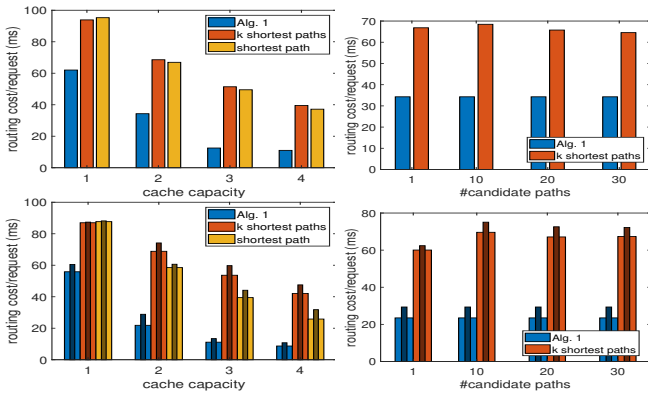 routing cost/request (ms)
100
80
60
40
20
0
Alg. 1
k shortest paths
shortest path
1 2 3 4
cache capacity
routing cost/request (ms)
70
60
50
40
30
20
10
0
Alg. 1
k shortest paths
1 10 20 30
#candidate paths
routing cost/request (ms)
100
80
60
40
20
0
Alg. 1
k shortest paths
shortest path
1 2 3 4
cache capacity
routing cost/request (ms)
80
60
40
20
0
Alg. 1
k shortest paths
1 10 20 30
#candidate paths